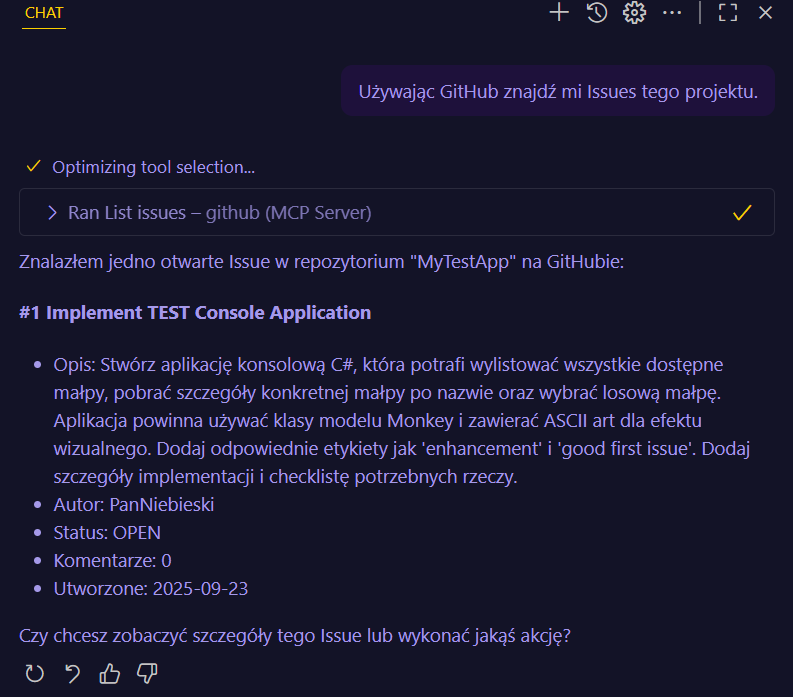 CHAT
Używając GitHub znajdź mi Issues tego projektu.
Optimizing tool selection...
Ran List issues – github (MCP Server)
Znalazłem jedno otwarte Issue w repozytorium "MyTestApp" na GitHubie:
#1 Implement TEST Console Application
• Opis: Stwórz aplikację konsolową C#, która potrafi wylistować wszystkie dostępne
małpy, pobrać szczegóły konkretnej małpy po nazwie oraz wybrać losową małpę.
Aplikacja powinna używać klasy modelu Monkey i zawierać ASCII art dla efektu
wizualnego. Dodaj odpowiednie etykiety jak 'enhancement' i 'good first issue'. Dodaj
szczegóły implementacji i checklistę potrzebnych rzeczy.
• Autor: PanNiebieski
• Status: OPEN
• Komentarze: 0
• Utworzone: 2025-09-23
Czy chcesz zobaczyć szczegóły tego Issue lub wykonać jakąś akcję?